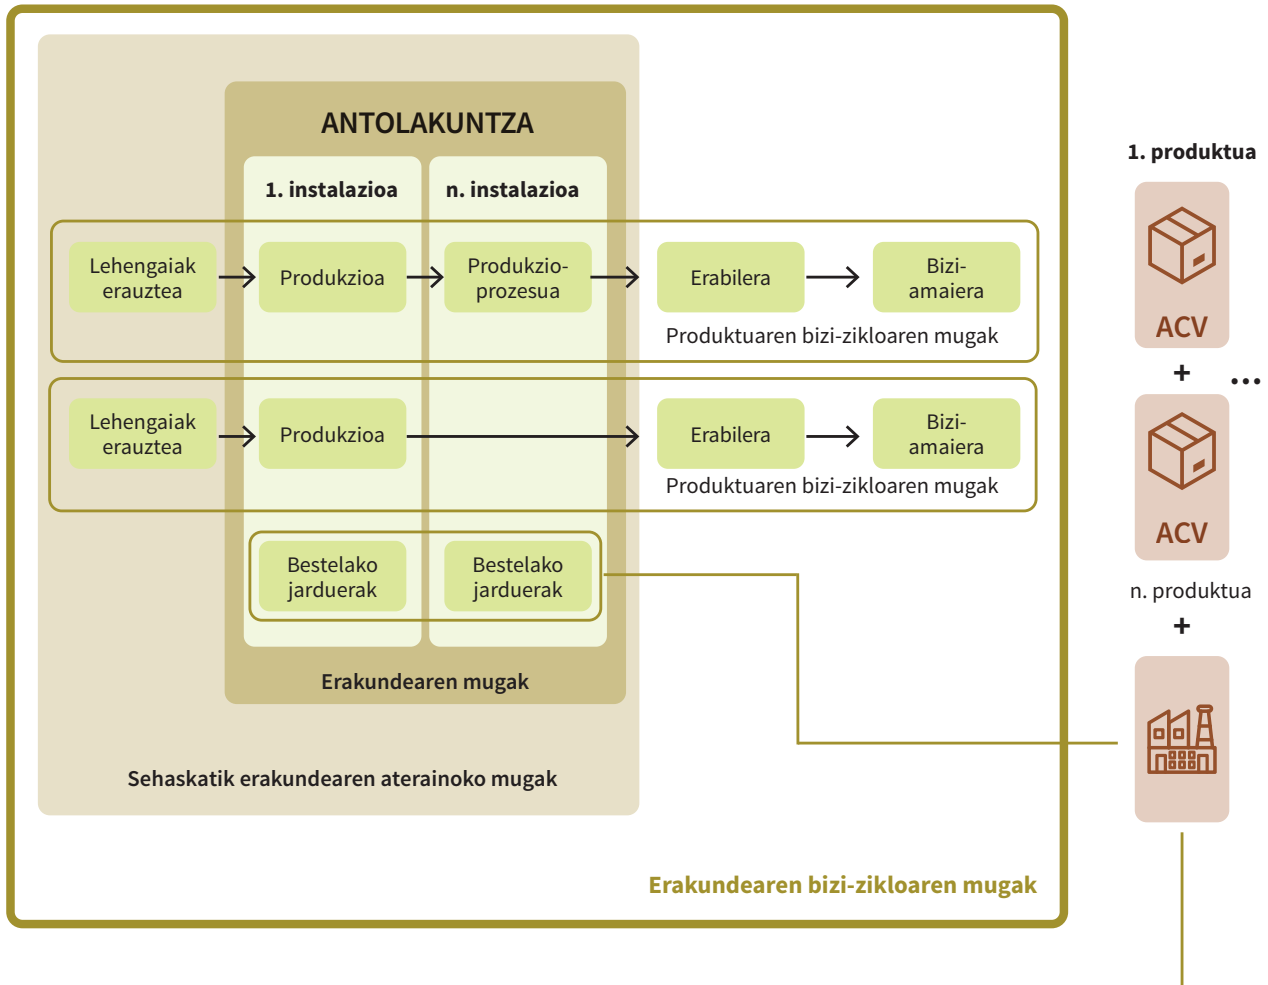 ANTOLAKUNTZA
1. instalazioa
n. instalazioa
Lehengaiak
erauztea
Produkzioa
Produkzio-
prozesua
Erabilera
Bizi-
amaiera
Produktuaren bizi-zikloaren mugak
Lehengaiak
erauztea
Produkzioa
Erabilera
Bizi-
amaiera
Produktuaren bizi-zikloaren mugak
Bestelako
jarduerak
Bestelako
jarduerak
Erakundearen mugak
Sehaskatik erakundearen aterainoko mugak
Erakundearen bizi-zikloaren mugak
1. produktua
ACV
+ ...
ACV
n. produktua
+